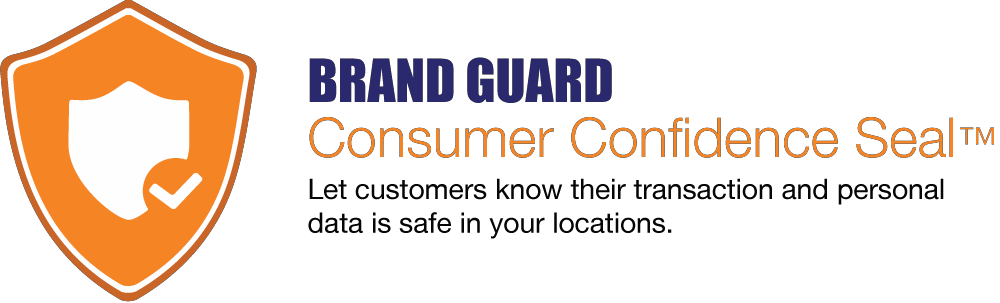 BRAND GUARD
Consumer Confidence Seal™
Let customers know their transaction and personal
data is safe in your locations.